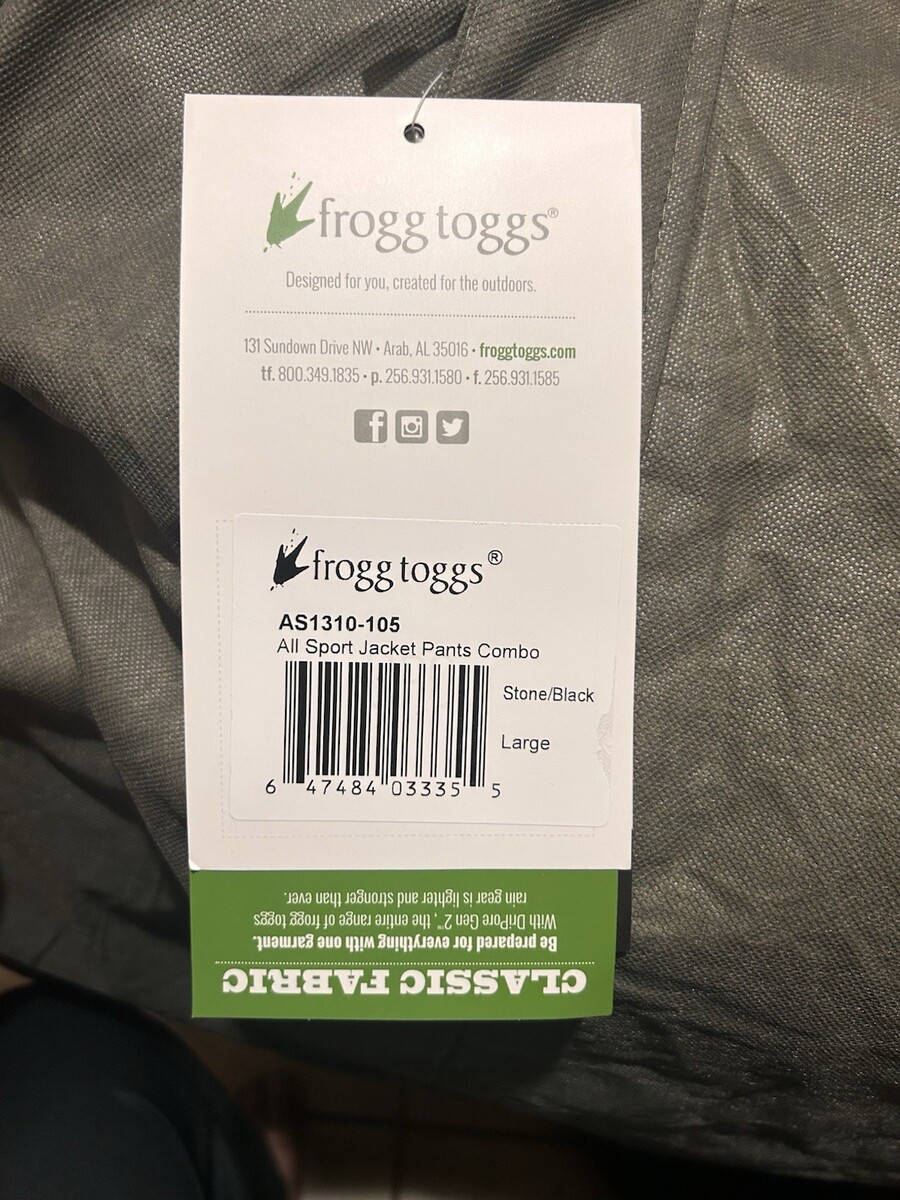 frogg toggs®
Designed for you, created for the outdoors.
131 Sundown Drive NW • Arab, AL 35016 • froggtoggs.com
tf. 800.349.1835 • p. 256.931.1580 • f. 256.931.1585
frogg toggs®
AS1310-105
All Sport Jacket Pants Combo
Stone/Black
Large
6 47484 03335 5
CLASSIC FABRIC
Be prepared for everything with one garment.
With DriPore Gen 2™, the entire range of frogg toggs
rain gear is lighter and stronger than ever.